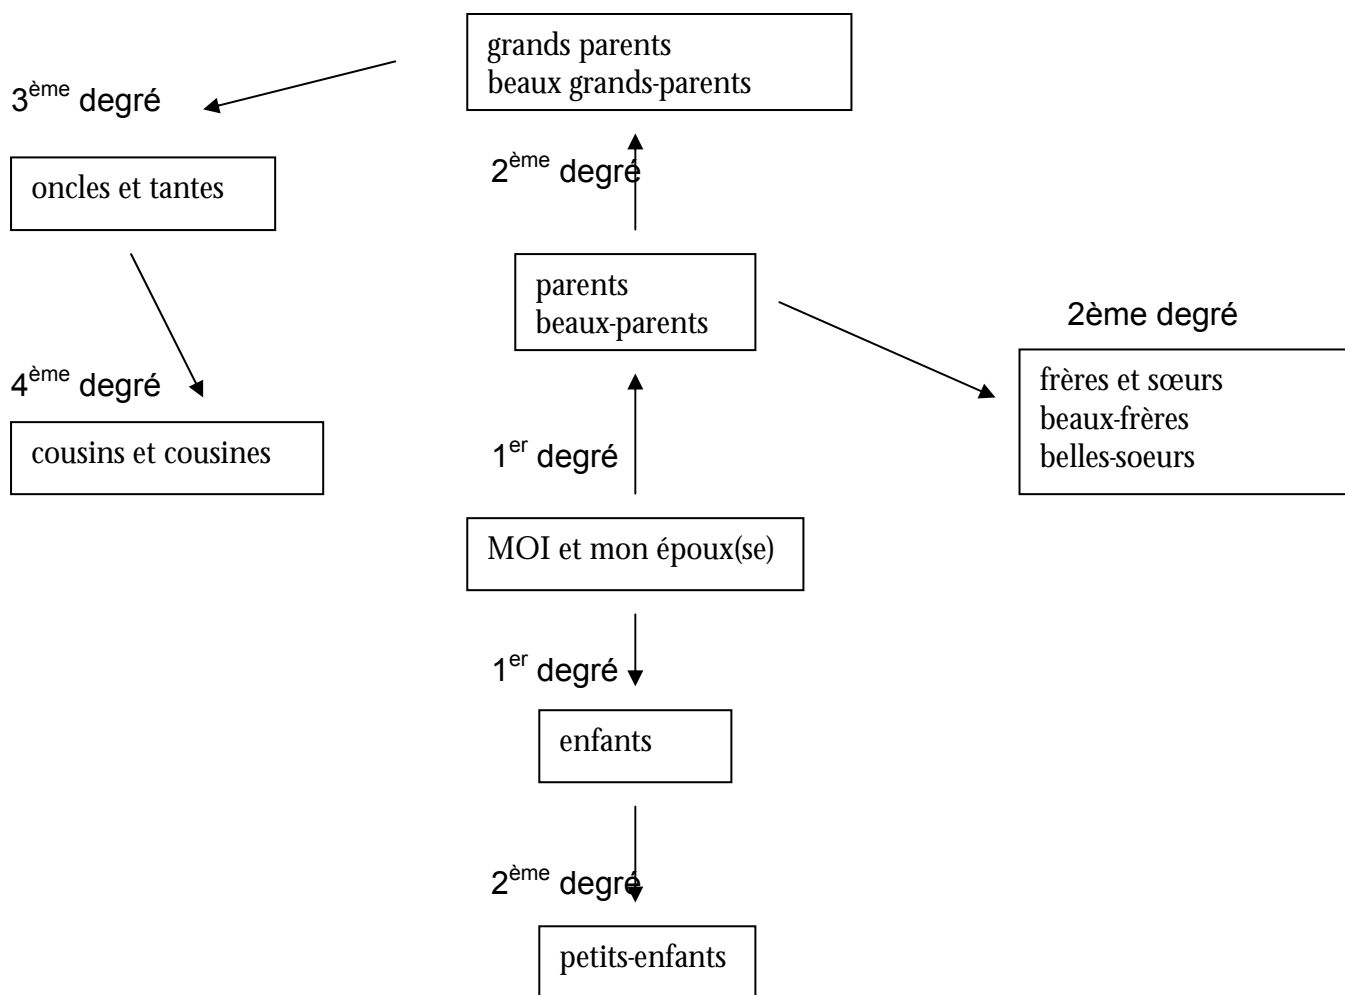 grands parents
beaux grands-parents
3ème degré
oncles et tantes
2ème degré
parents
beaux-parents
2ème degré
frères et sœurs
beaux-frères
belles-soeurs
4ème degré
cousins et cousines
1er degré
MOI et mon époux(se)
1er degré
enfants
2ème degré
petits-enfants